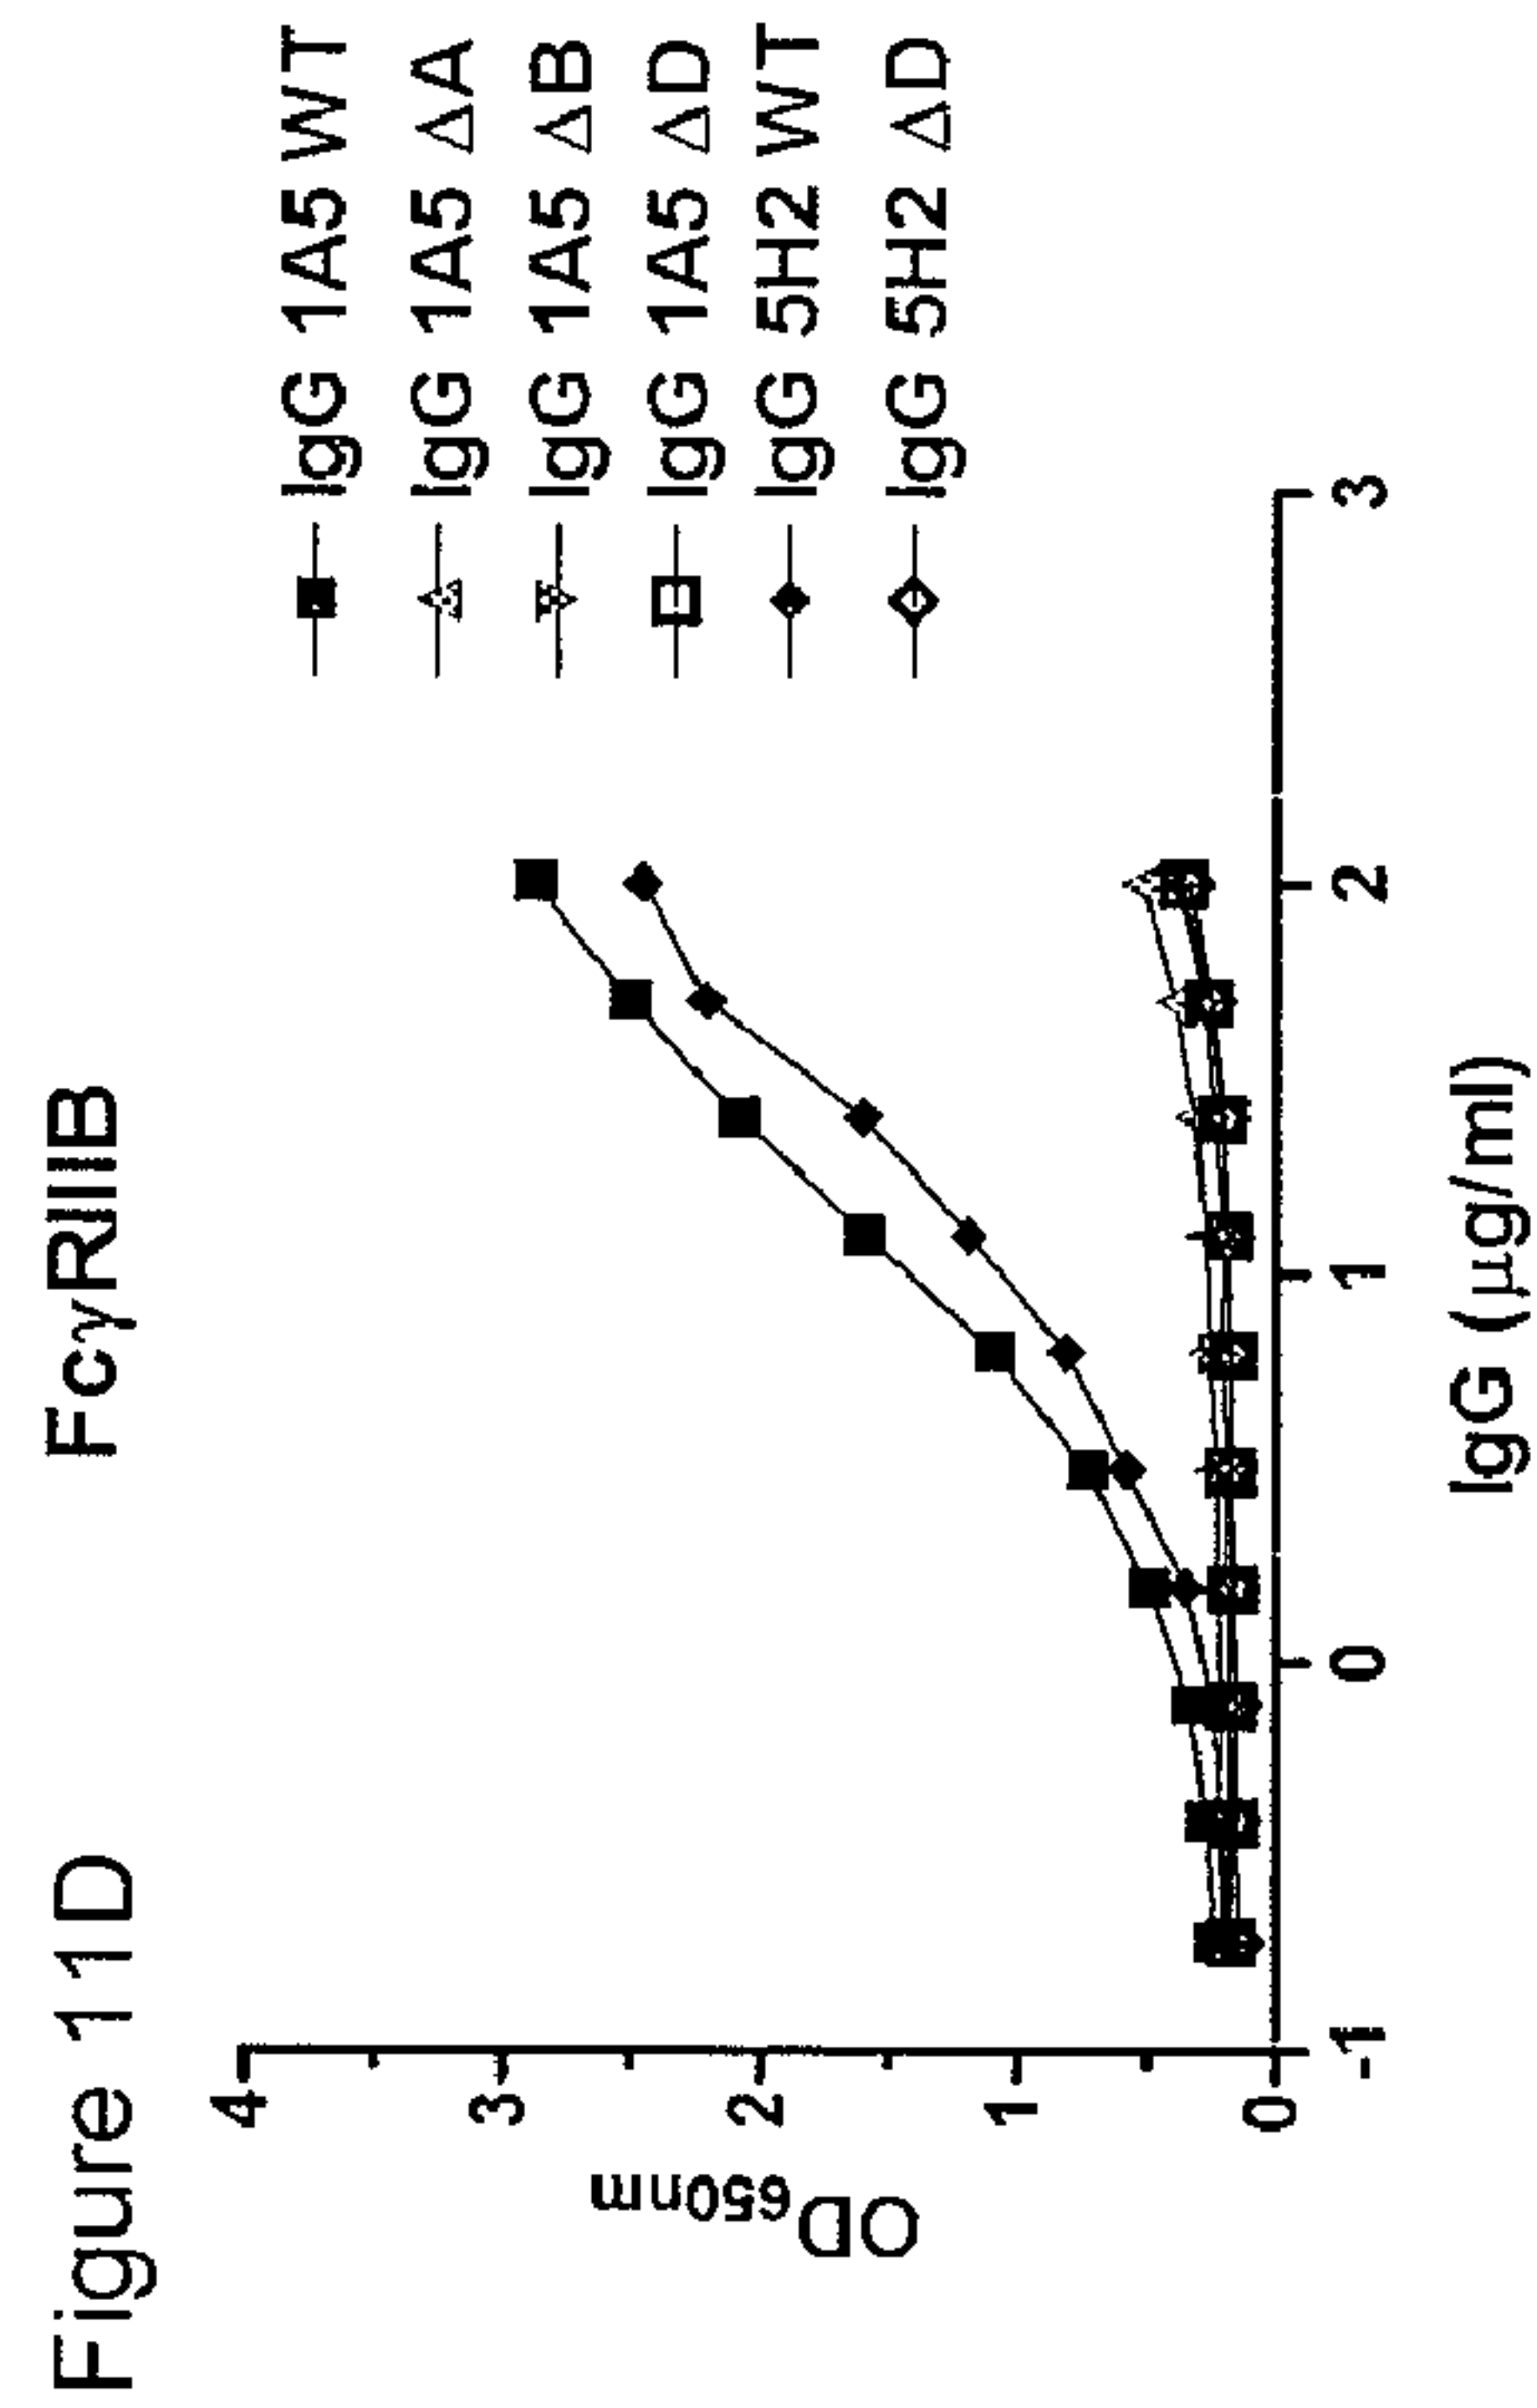 Figure 11D
FcγRIIIB
IgG 1A5 WT
IgG 1A5 ΔA
IgG 1A5 ΔB
IgG 1A5 ΔD
IgG 5H2 WT
IgG 5H2 ΔD
OD650nm
4
3
2
1
0
-1
0
1
2
3
IgG (μg/ml)